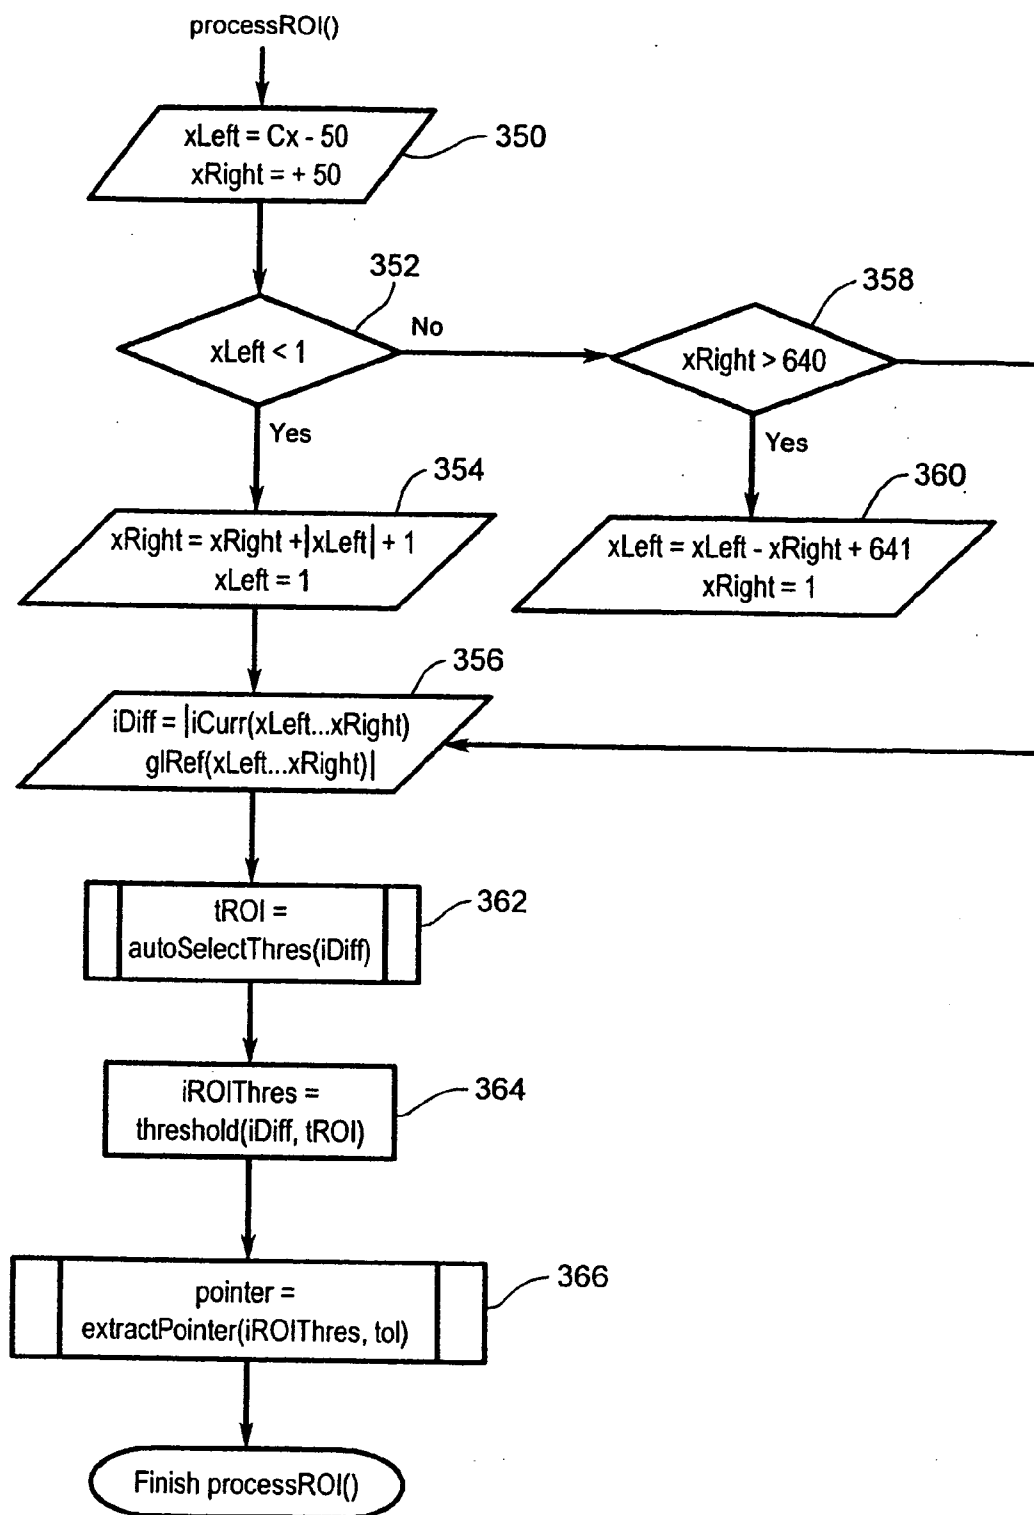 processROI()
xLeft = Cx - 50
xRight = + 50
350
352
xLeft < 1
No
358
xRight > 640
Yes
Yes
354
xRight = xRight +|xLeft| + 1
xLeft = 1
360
xLeft = xLeft - xRight + 641
xRight = 1
356
iDiff = |iCurr(xLeft...xRight)
glRef(xLeft...xRight)|
362
tROI =
autoSelectThres(iDiff)
364
iROIThres =
threshold(iDiff, tROI)
366
pointer =
extractPointer(iROIThres, tol)
Finish processROI()